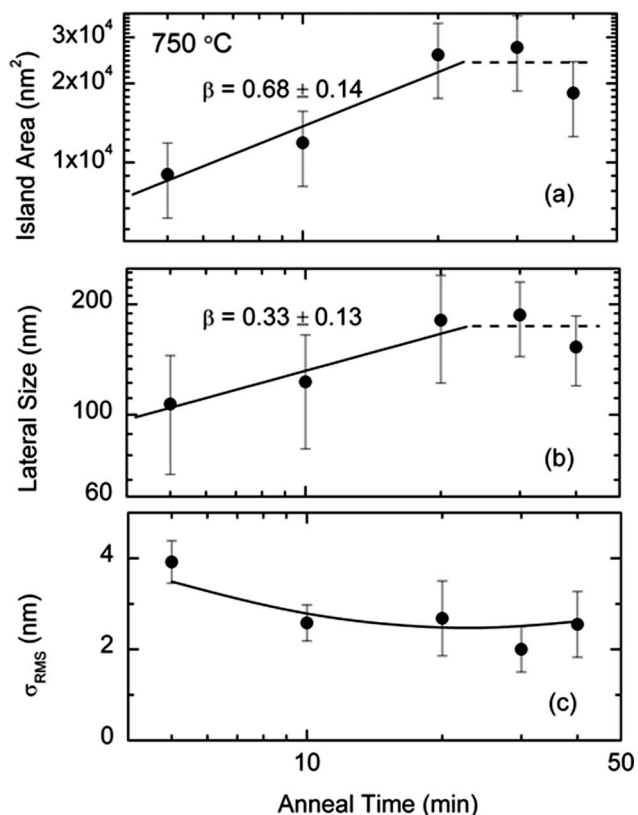 3x10⁴
750 °C
2x10⁴
β = 0.68 ± 0.14
1x10⁴
(a)
Island Area (nm²)
200
β = 0.33 ± 0.13
100
(b)
60
Lateral Size (nm)
4
2
(c)
0
σRMS (nm)
10 50
Anneal Time (min)